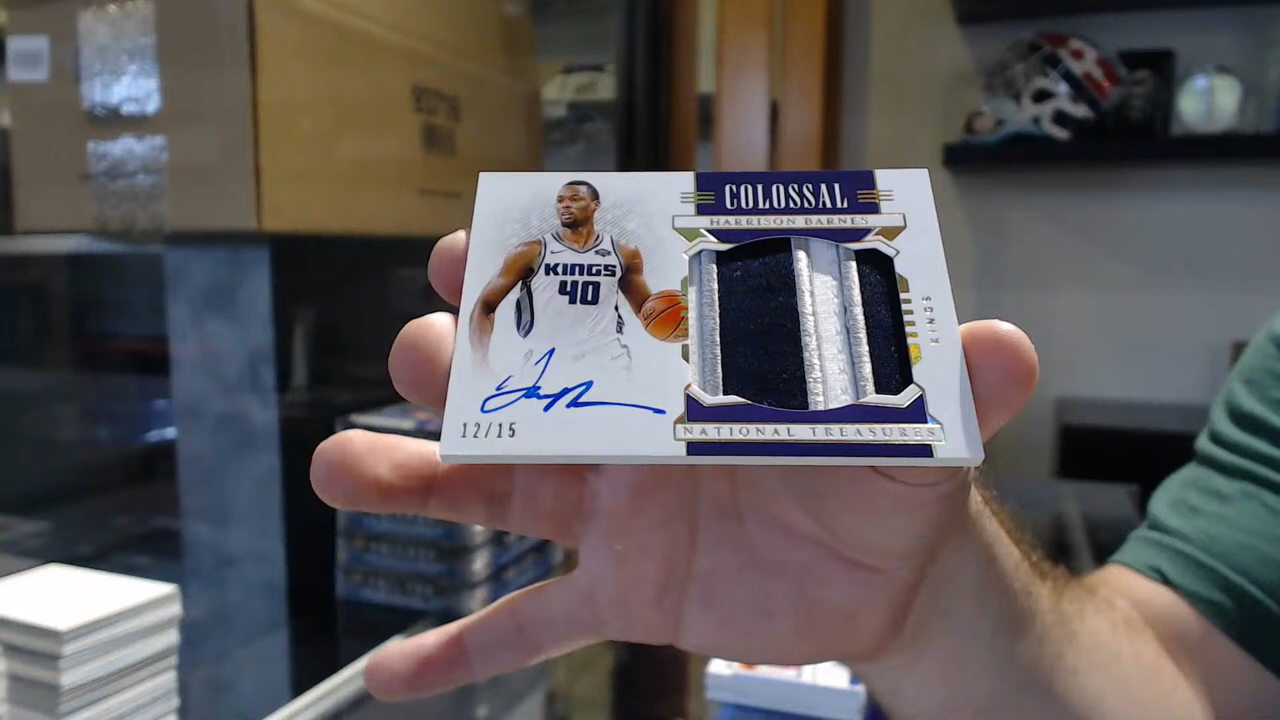 COLOSSAL
HARRISON BARNES
KINGS
40
KINGS
12/15
NATIONAL TREASURES